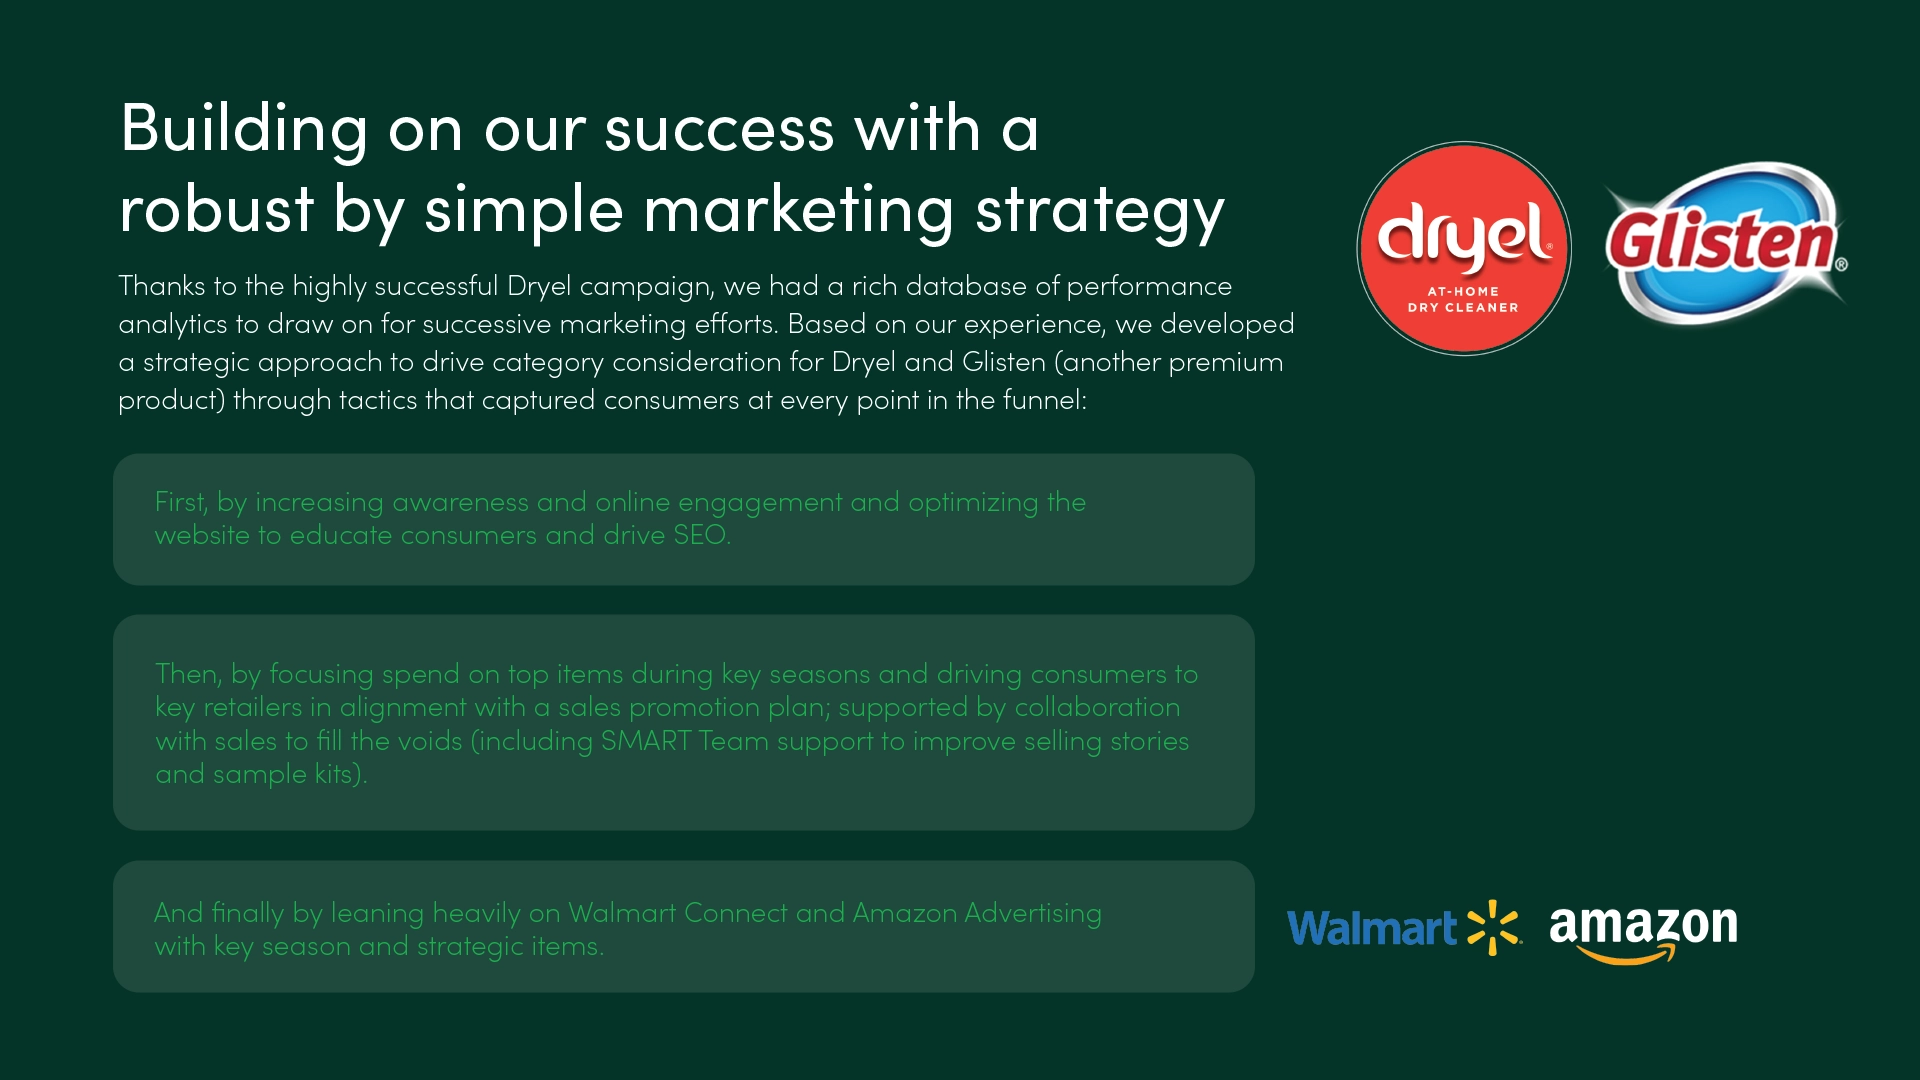 Building on our success with a
robust by simple marketing strategy
Thanks to the highly successful Dryel campaign, we had a rich database of performance
analytics to draw on for successive marketing efforts. Based on our experience, we developed
a strategic approach to drive category consideration for Dryel and Glisten (another premium
product) through tactics that captured consumers at every point in the funnel:
dryel®
AT-HOME
DRY CLEANER
Glisten®
First, by increasing awareness and online engagement and optimizing the
website to educate consumers and drive SEO.
Then, by focusing spend on top items during key seasons and driving consumers to
key retailers in alignment with a sales promotion plan; supported by collaboration
with sales to fill the voids (including SMART Team support to improve selling stories
and sample kits).
And finally by leaning heavily on Walmart Connect and Amazon Advertising
with key season and strategic items.
Walmart
amazon